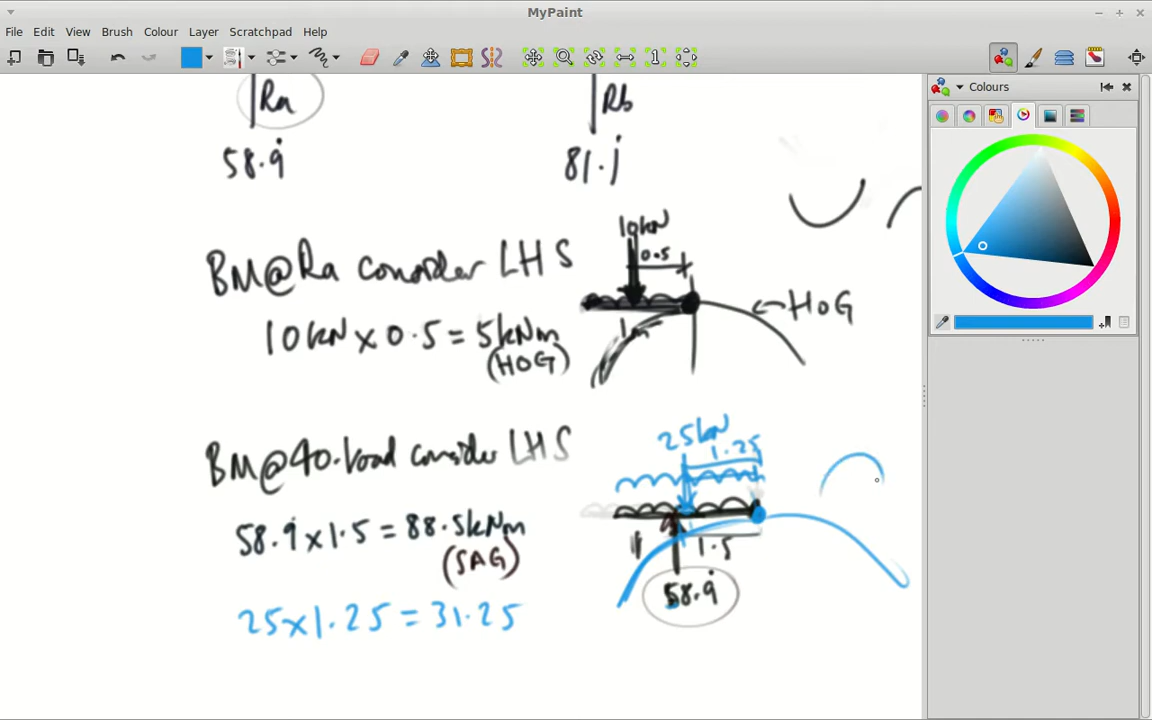 MyPaint
File Edit View Brush Colour Layer Scratchpad Help
Colours
Ra
Rb
58.9̇
81.1̇
10kN
0.5
BM@Ra consider LHS
1m
HOG
10kN x 0.5 = 5kNm
(HOG)
25kN
1.25
BM@40.load consider LHS
1
1.5
58.9̇ x 1.5 = 88.5kNm
(SAG)
58.9̇
25 x 1.25 = 31.25